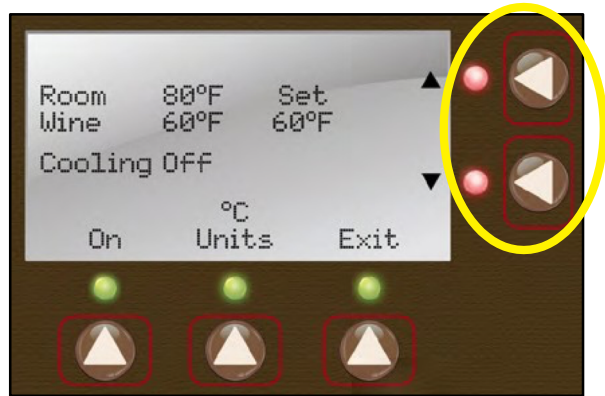 Room 80°F Set
Wine 60°F 60°F
Cooling Off
°C
On Units Exit